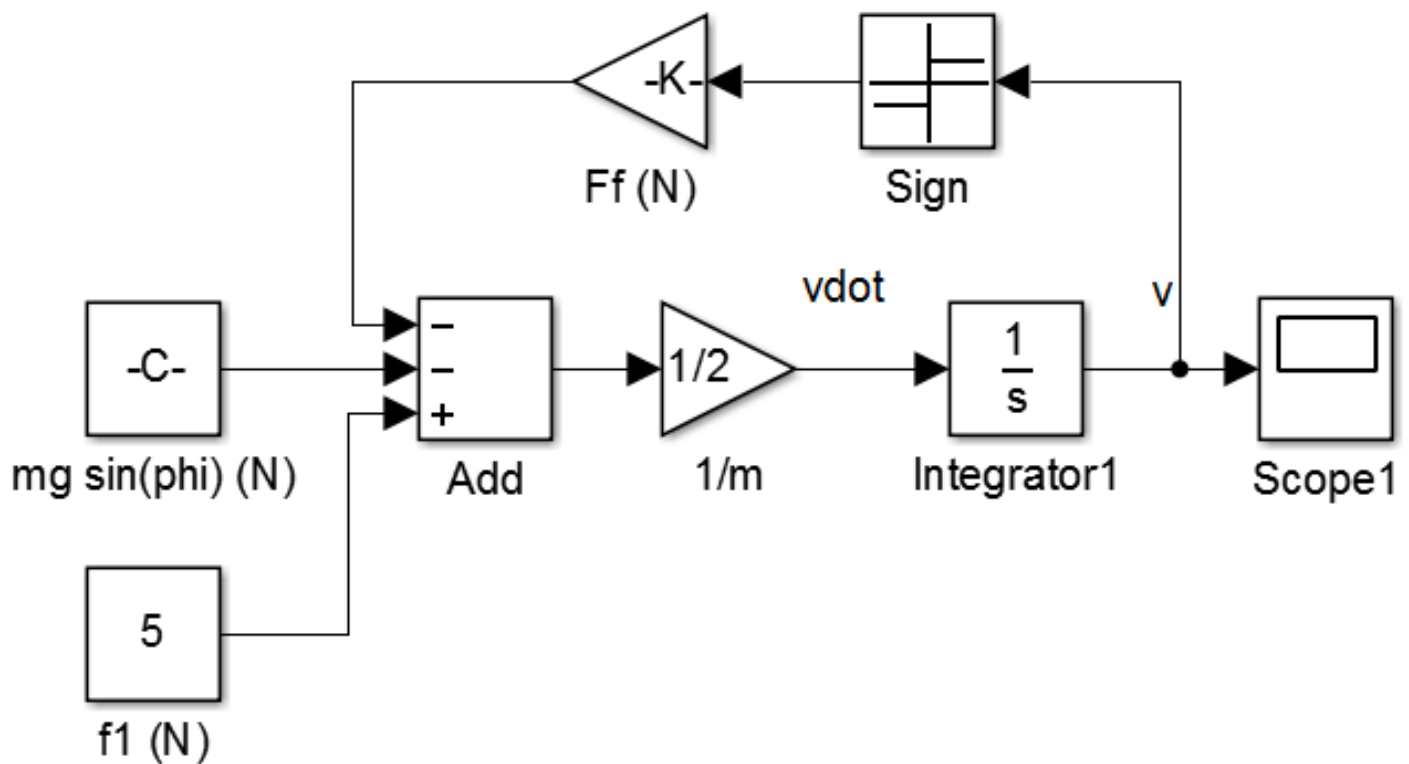 -K-
Ff (N)
Sign
vdot
v
-C-
mg sin(phi) (N)
−
−
+
Add
1/2
1/m
1
s
Integrator1
Scope1
5
f1 (N)